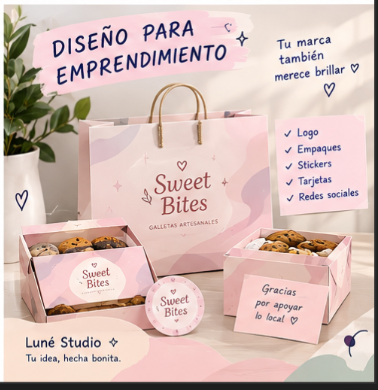 DISEÑO PARA
EMPRENDIMIENTO
Tu marca
también
merece brillar
✓ Logo
✓ Empaques
✓ Stickers
✓ Tarjetas
✓ Redes sociales
Sweet
Bites
GALLETAS ARTESANALES
Sweet
Bites
Sweet
Bites
Gracias
por apoyar
lo local
Luné Studio
Tu idea, hecha bonita.